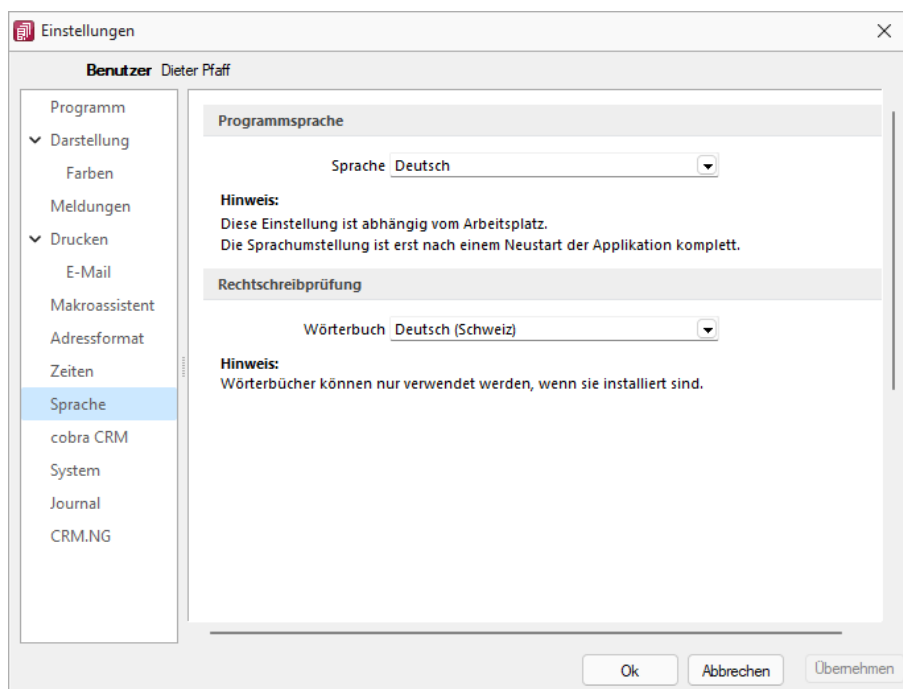 Einstellungen
Benutzer Dieter Pfaff
Programm
Darstellung
Farben
Meldungen
Drucken
E-Mail
Makroassistent
Adressformat
Zeiten
Sprache
cobra CRM
System
Journal
CRM.NG
Programmsprache
Sprache Deutsch
Hinweis:
Diese Einstellung ist abhängig vom Arbeitsplatz.
Die Sprachumstellung ist erst nach einem Neustart der Applikation komplett.
Rechtschreibprüfung
Wörterbuch Deutsch (Schweiz)
Hinweis:
Wörterbücher können nur verwendet werden, wenn sie installiert sind.
Ok Abbrechen Übernehmen